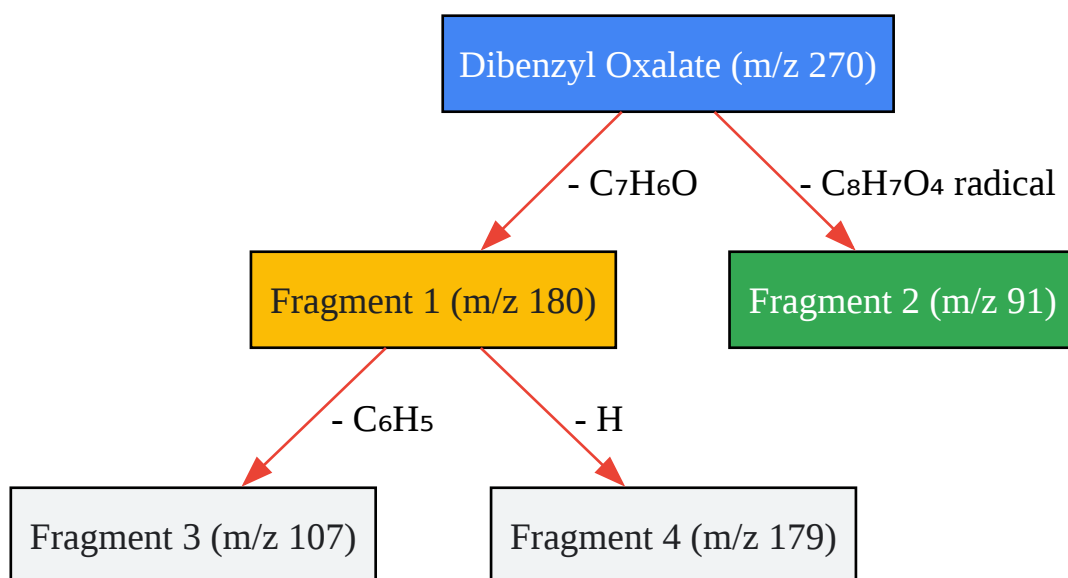 Dibenzyl Oxalate (m/z 270)
- C₇H₆O
- C₈H₇O₄ radical
Fragment 1 (m/z 180)
Fragment 2 (m/z 91)
- C₆H₅
- H
Fragment 3 (m/z 107)
Fragment 4 (m/z 179)